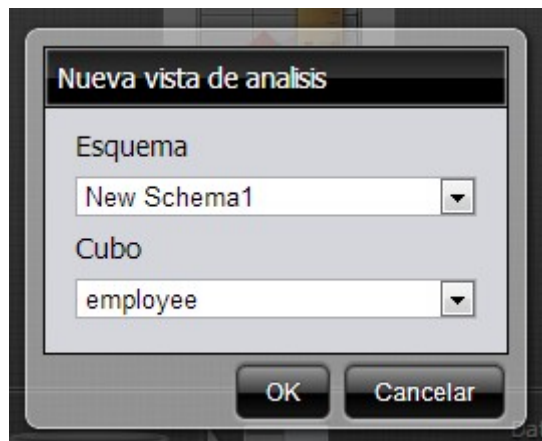 Nueva vista de analisis
Esquema
New Schema1
Cubo
employee
OK Cancelar